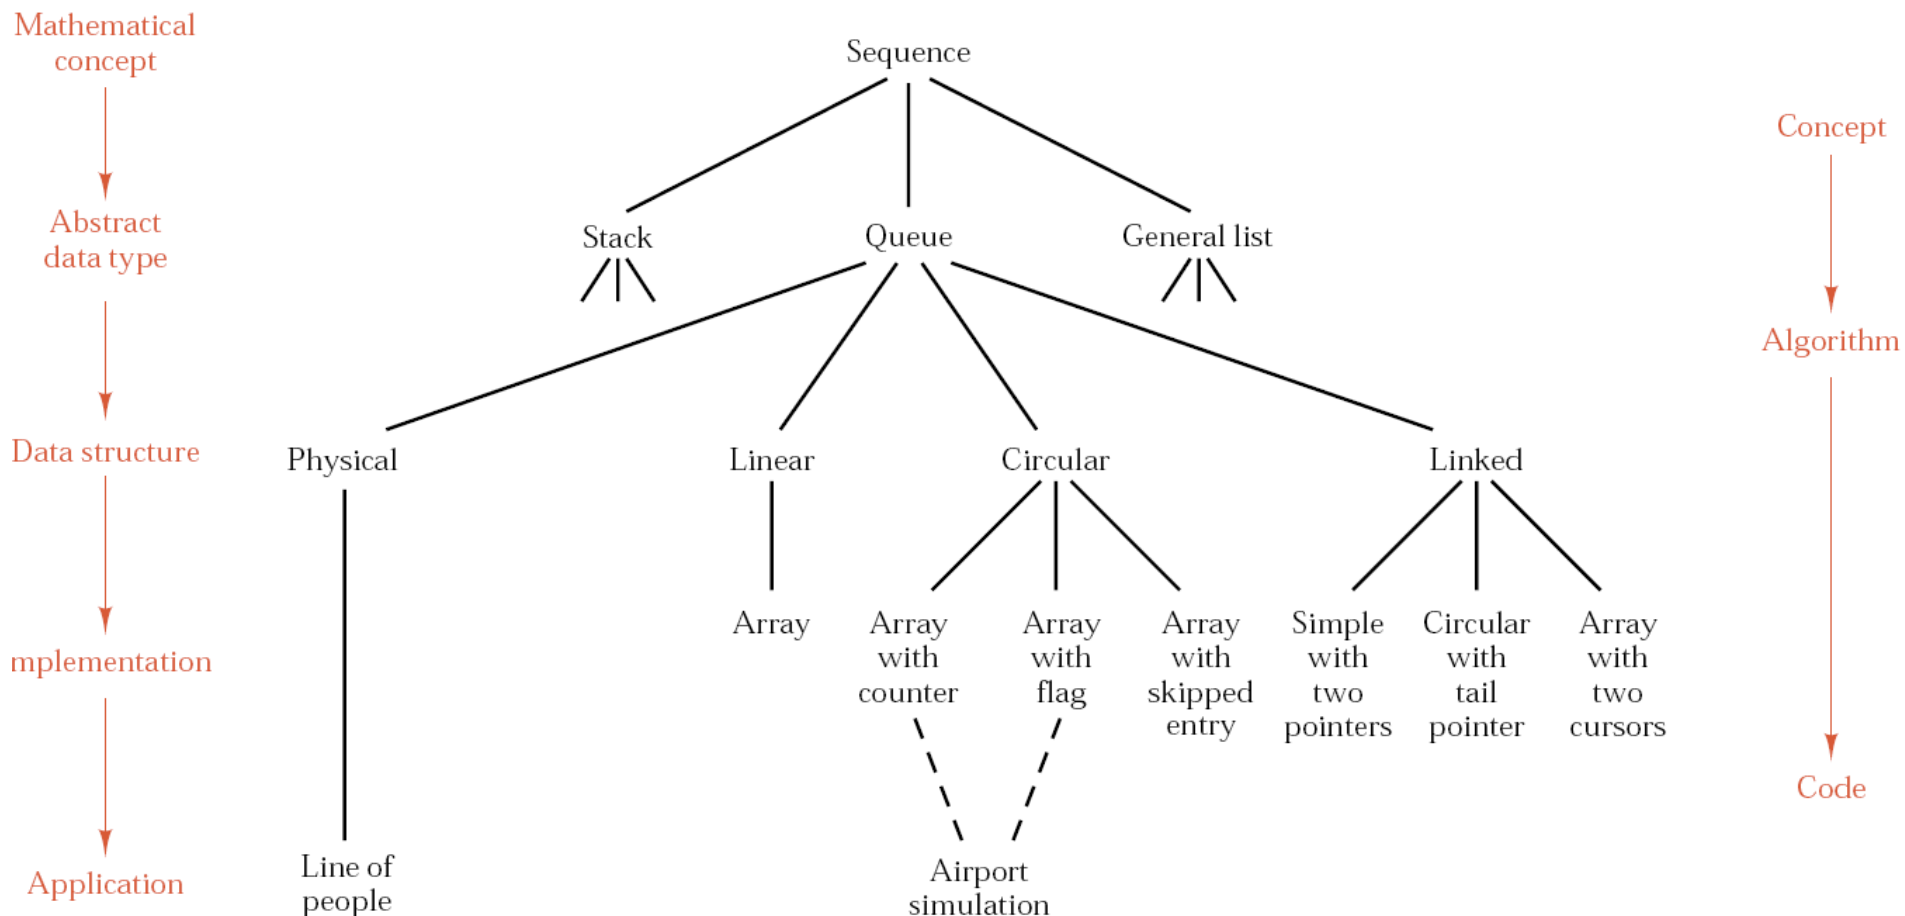 Mathematical
concept
Sequence
Concept
Abstract
data type
Stack
Queue
General list
Algorithm
Data structure
Physical
Linear
Circular
Linked
mplementation
Array
Array
with
counter
Array
with
flag
Array
with
skipped
entry
Simple
with
two
pointers
Circular
with
tail
pointer
Array
with
two
cursors
Code
Application
Line of
people
Airport
simulation